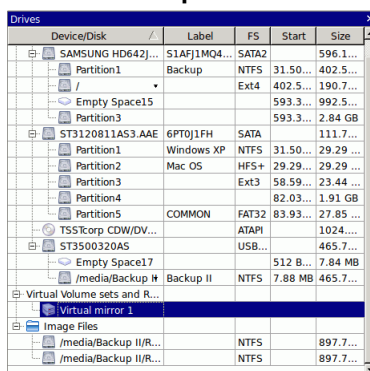 Drives
Device/Disk Label FS Start Size
SAMSUNG HD642J... S1AFJ1MQ4... SATA2 596.1...
Partition1 Backup NTFS 31.50... 402.5...
/ Ext4 402.5... 190.7...
Empty Space15 593.3... 992.5...
Partition3 593.3... 2.84 GB
ST3120811AS3.AAE 6PT0J1FH SATA 111.7...
Partition1 Windows XP NTFS 31.50... 29.29 ...
Partition2 Mac OS HFS+ 29.29... 29.29 ...
Partition3 Ext3 58.59... 23.44 ...
Partition4 82.03... 1.91 GB
Partition5 COMMON FAT32 83.93... 27.85 ...
TSSTcorp CDW/DV... ATAPI 1024....
ST3500320AS USB... 465.7...
Empty Space17 512 B... 7.84 MB
/media/Backup II Backup II NTFS 7.88 MB 465.7...
Virtual Volume sets and R...
Virtual mirror 1
Image Files
/media/Backup II/R... NTFS 897.7...
/media/Backup II/R... NTFS 897.7...